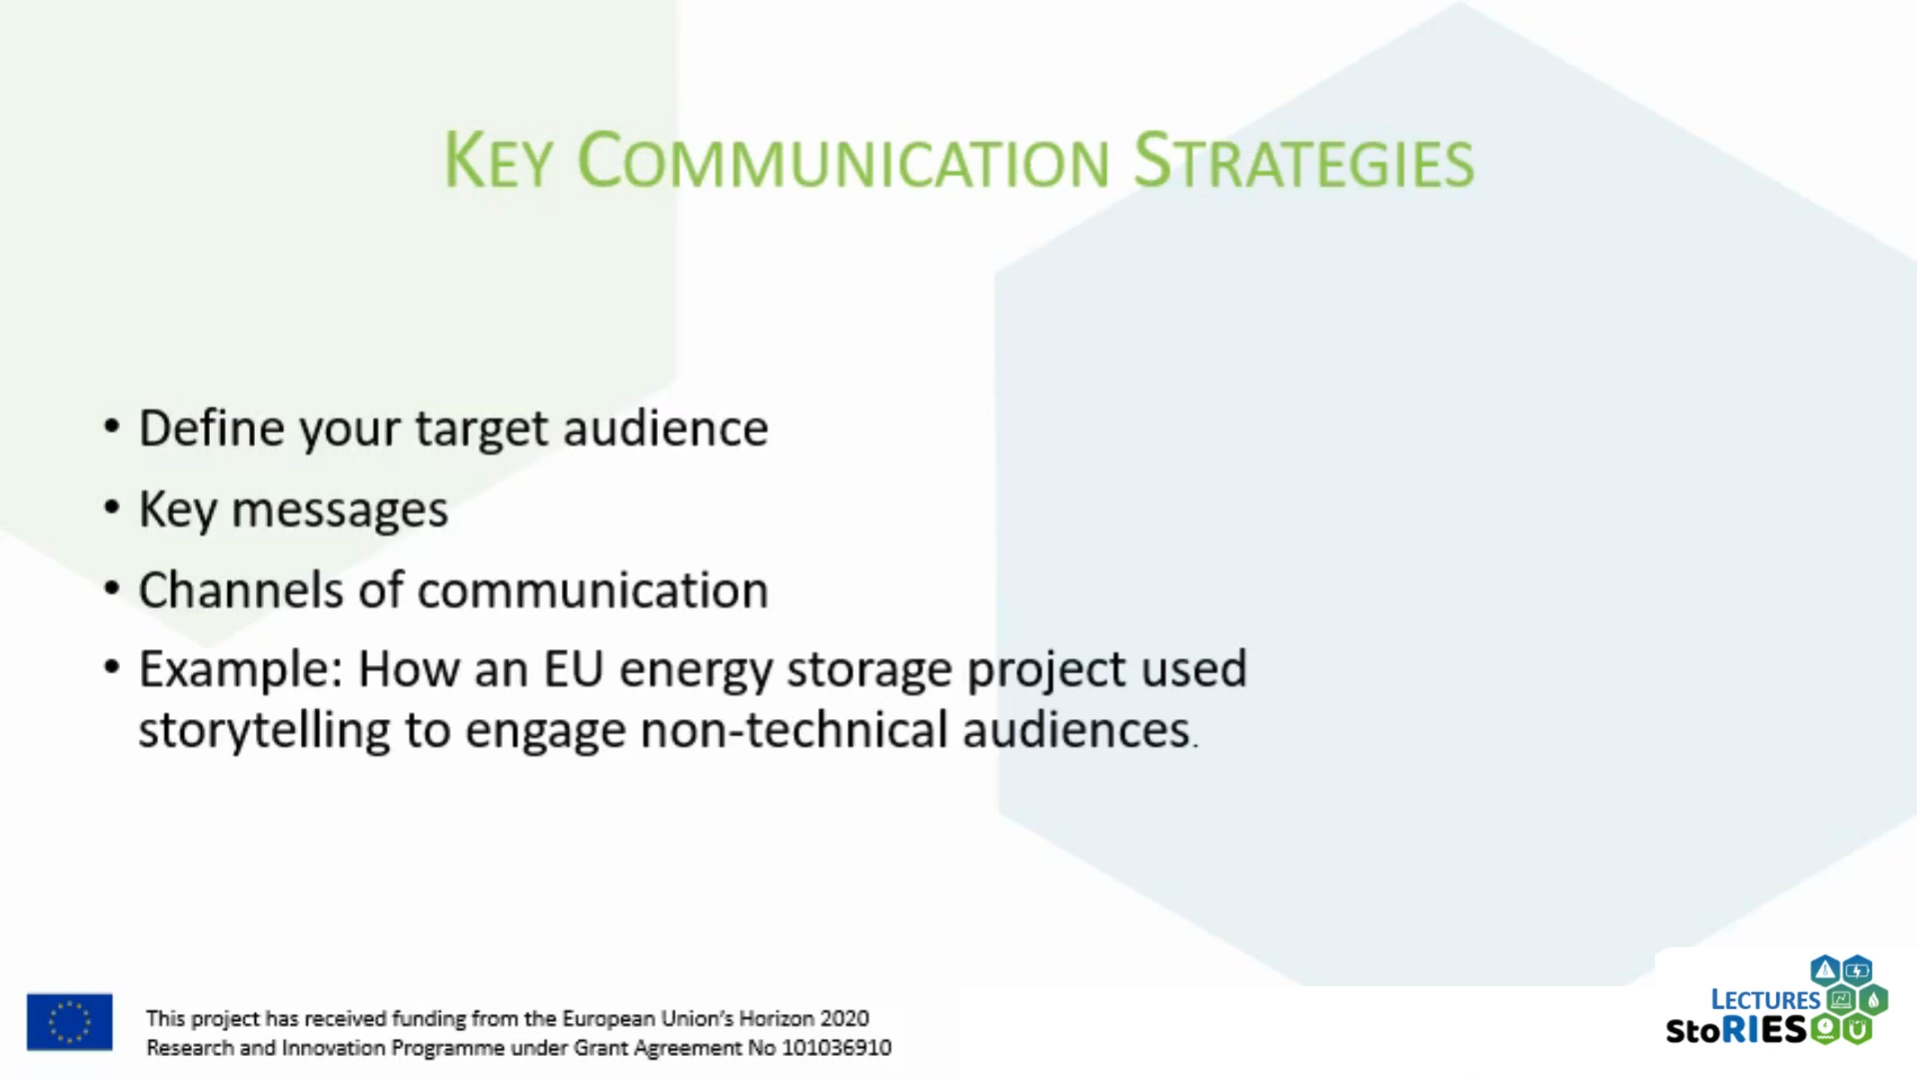 KEY COMMUNICATION STRATEGIES
• Define your target audience
• Key messages
• Channels of communication
• Example: How an EU energy storage project used
storytelling to engage non-technical audiences.
This project has received funding from the European Union’s Horizon 2020
Research and Innovation Programme under Grant Agreement No 101036910
LECTURES
StoRIES